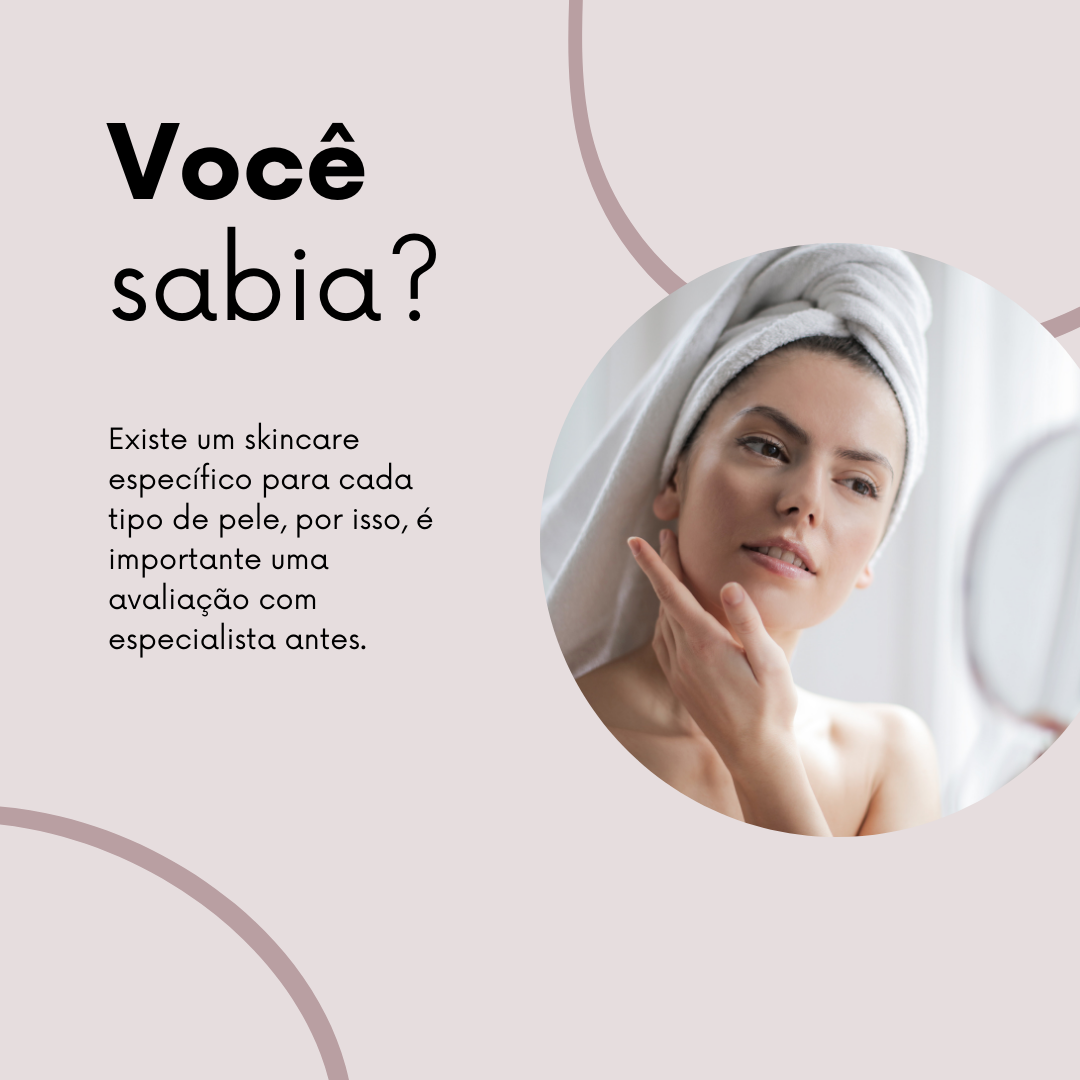 Você
sabia?
Existe um skincare
específico para cada
tipo de pele, por isso, é
importante uma
avaliação com
especialista antes.